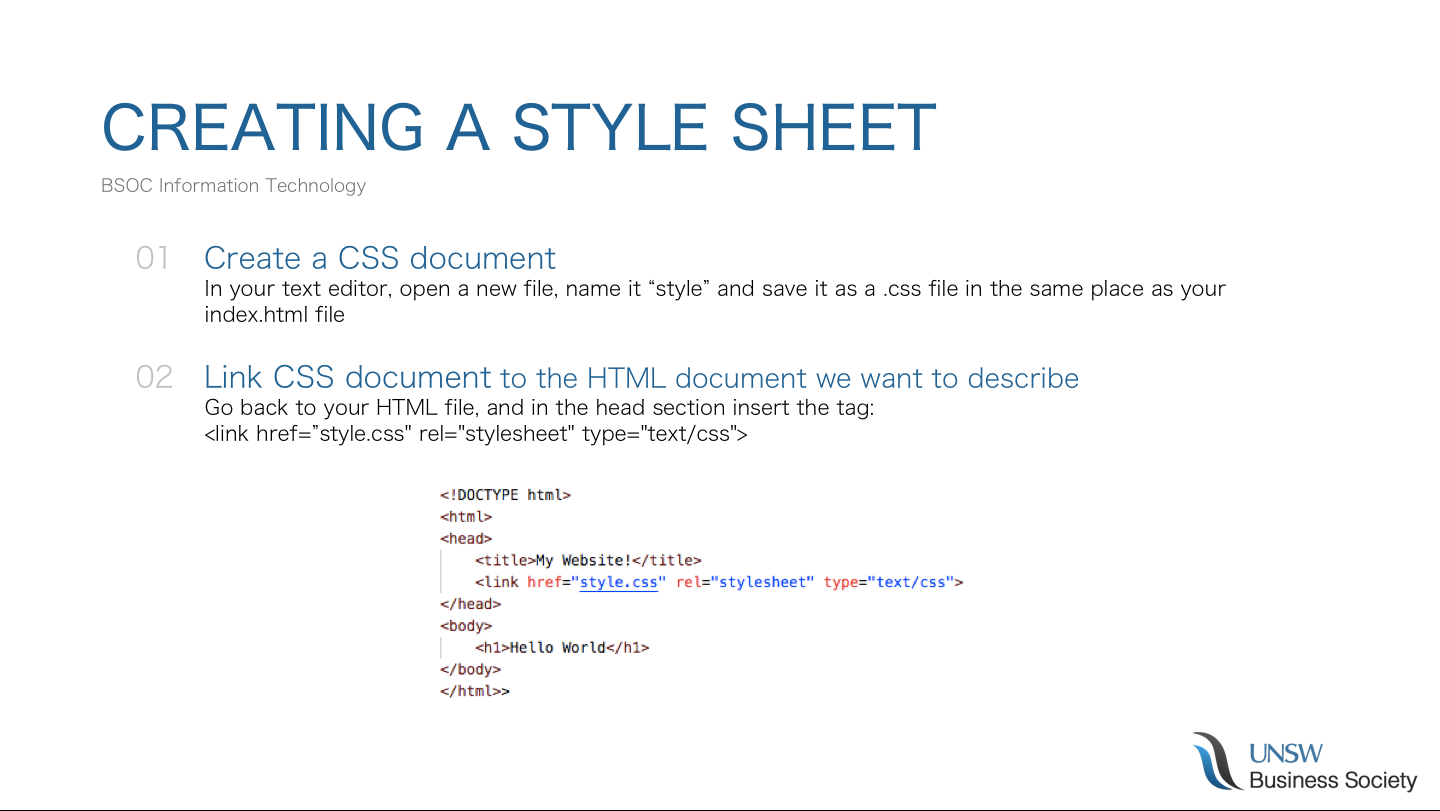 CREATING A STYLE SHEET
BSOC Information Technology
01 Create a CSS document
In your text editor, open a new file, name it “style” and save it as a .css file in the same place as your
index.html file
02 Link CSS document to the HTML document we want to describe
Go back to your HTML file, and in the head section insert the tag:
<link href=”style.css" rel="stylesheet" type="text/css">
<!DOCTYPE html>
<html>
<head>
<title>My Website!</title>
<link href="style.css" rel="stylesheet" type="text/css">
</head>
<body>
<h1>Hello World</h1>
</body>
</html>>
UNSW
Business Society